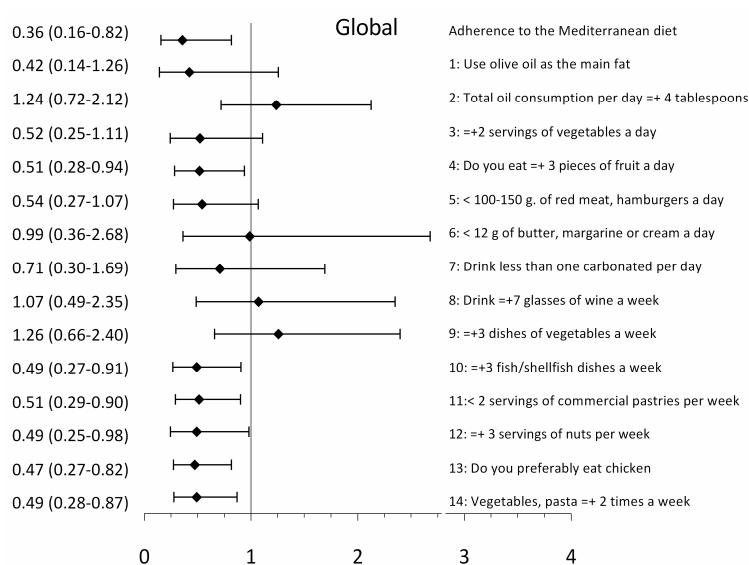 Global
0.36 (0.16-0.82) Adherence to the Mediterranean diet
0.42 (0.14-1.26) 1: Use olive oil as the main fat
1.24 (0.72-2.12) 2: Total oil consumption per day =+ 4 tablespoons
0.52 (0.25-1.11) 3: =+2 servings of vegetables a day
0.51 (0.28-0.94) 4: Do you eat =+ 3 pieces of fruit a day
0.54 (0.27-1.07) 5: < 100-150 g. of red meat, hamburgers a day
0.99 (0.36-2.68) 6: < 12 g of butter, margarine or cream a day
0.71 (0.30-1.69) 7: Drink less than one carbonated per day
1.07 (0.49-2.35) 8: Drink =+7 glasses of wine a week
1.26 (0.66-2.40) 9: =+3 dishes of vegetables a week
0.49 (0.27-0.91) 10: =+3 fish/shellfish dishes a week
0.51 (0.29-0.90) 11:< 2 servings of commercial pastries per week
0.49 (0.25-0.98) 12: =+ 3 servings of nuts per week
0.47 (0.27-0.82) 13: Do you preferably eat chicken
0.49 (0.28-0.87) 14: Vegetables, pasta =+ 2 times a week
0 1 2 3 4